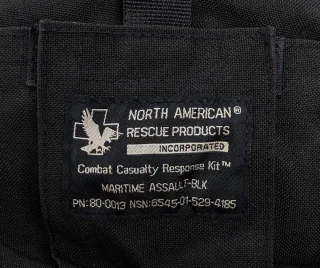 NORTH AMERICAN®
RESCUE PRODUCTS
INCORPORATED
Combat Casualty Response Kit™
MARITIME ASSAULT-BLK
PN:80-0013 NSN:6545-01-529-4185